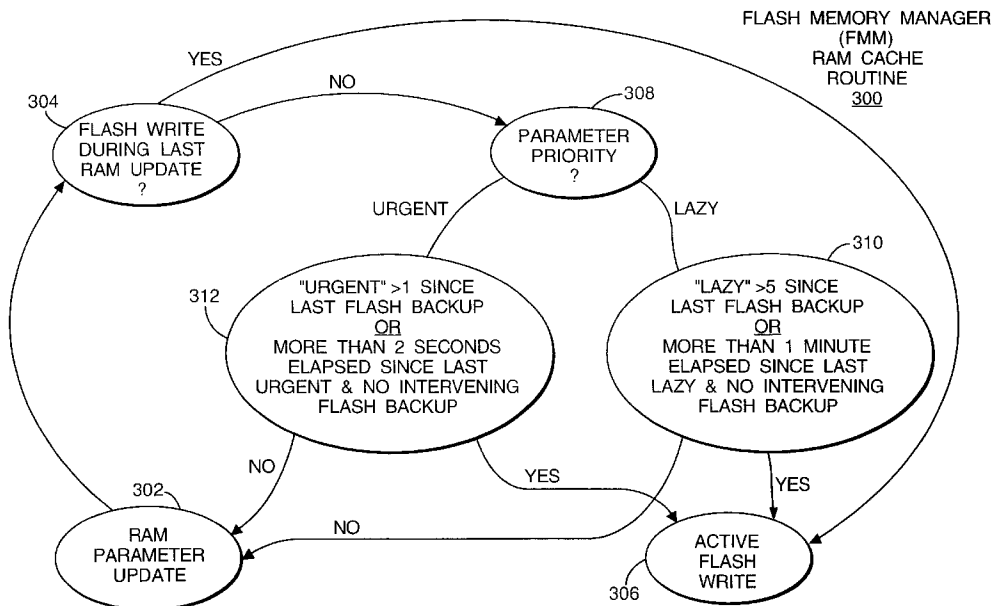 FLASH MEMORY MANAGER
(FMM)
RAM CACHE
ROUTINE
300
YES
NO
304
FLASH WRITE
DURING LAST
RAM UPDATE
?
308
PARAMETER
PRIORITY
?
URGENT
LAZY
312
"URGENT" >1 SINCE
LAST FLASH BACKUP
OR
MORE THAN 2 SECONDS
ELAPSED SINCE LAST
URGENT & NO INTERVENING
FLASH BACKUP
310
"LAZY" >5 SINCE
LAST FLASH BACKUP
OR
MORE THAN 1 MINUTE
ELAPSED SINCE LAST
LAZY & NO INTERVENING
FLASH BACKUP
NO
YES
YES
NO
302
RAM
PARAMETER
UPDATE
306
ACTIVE
FLASH
WRITE